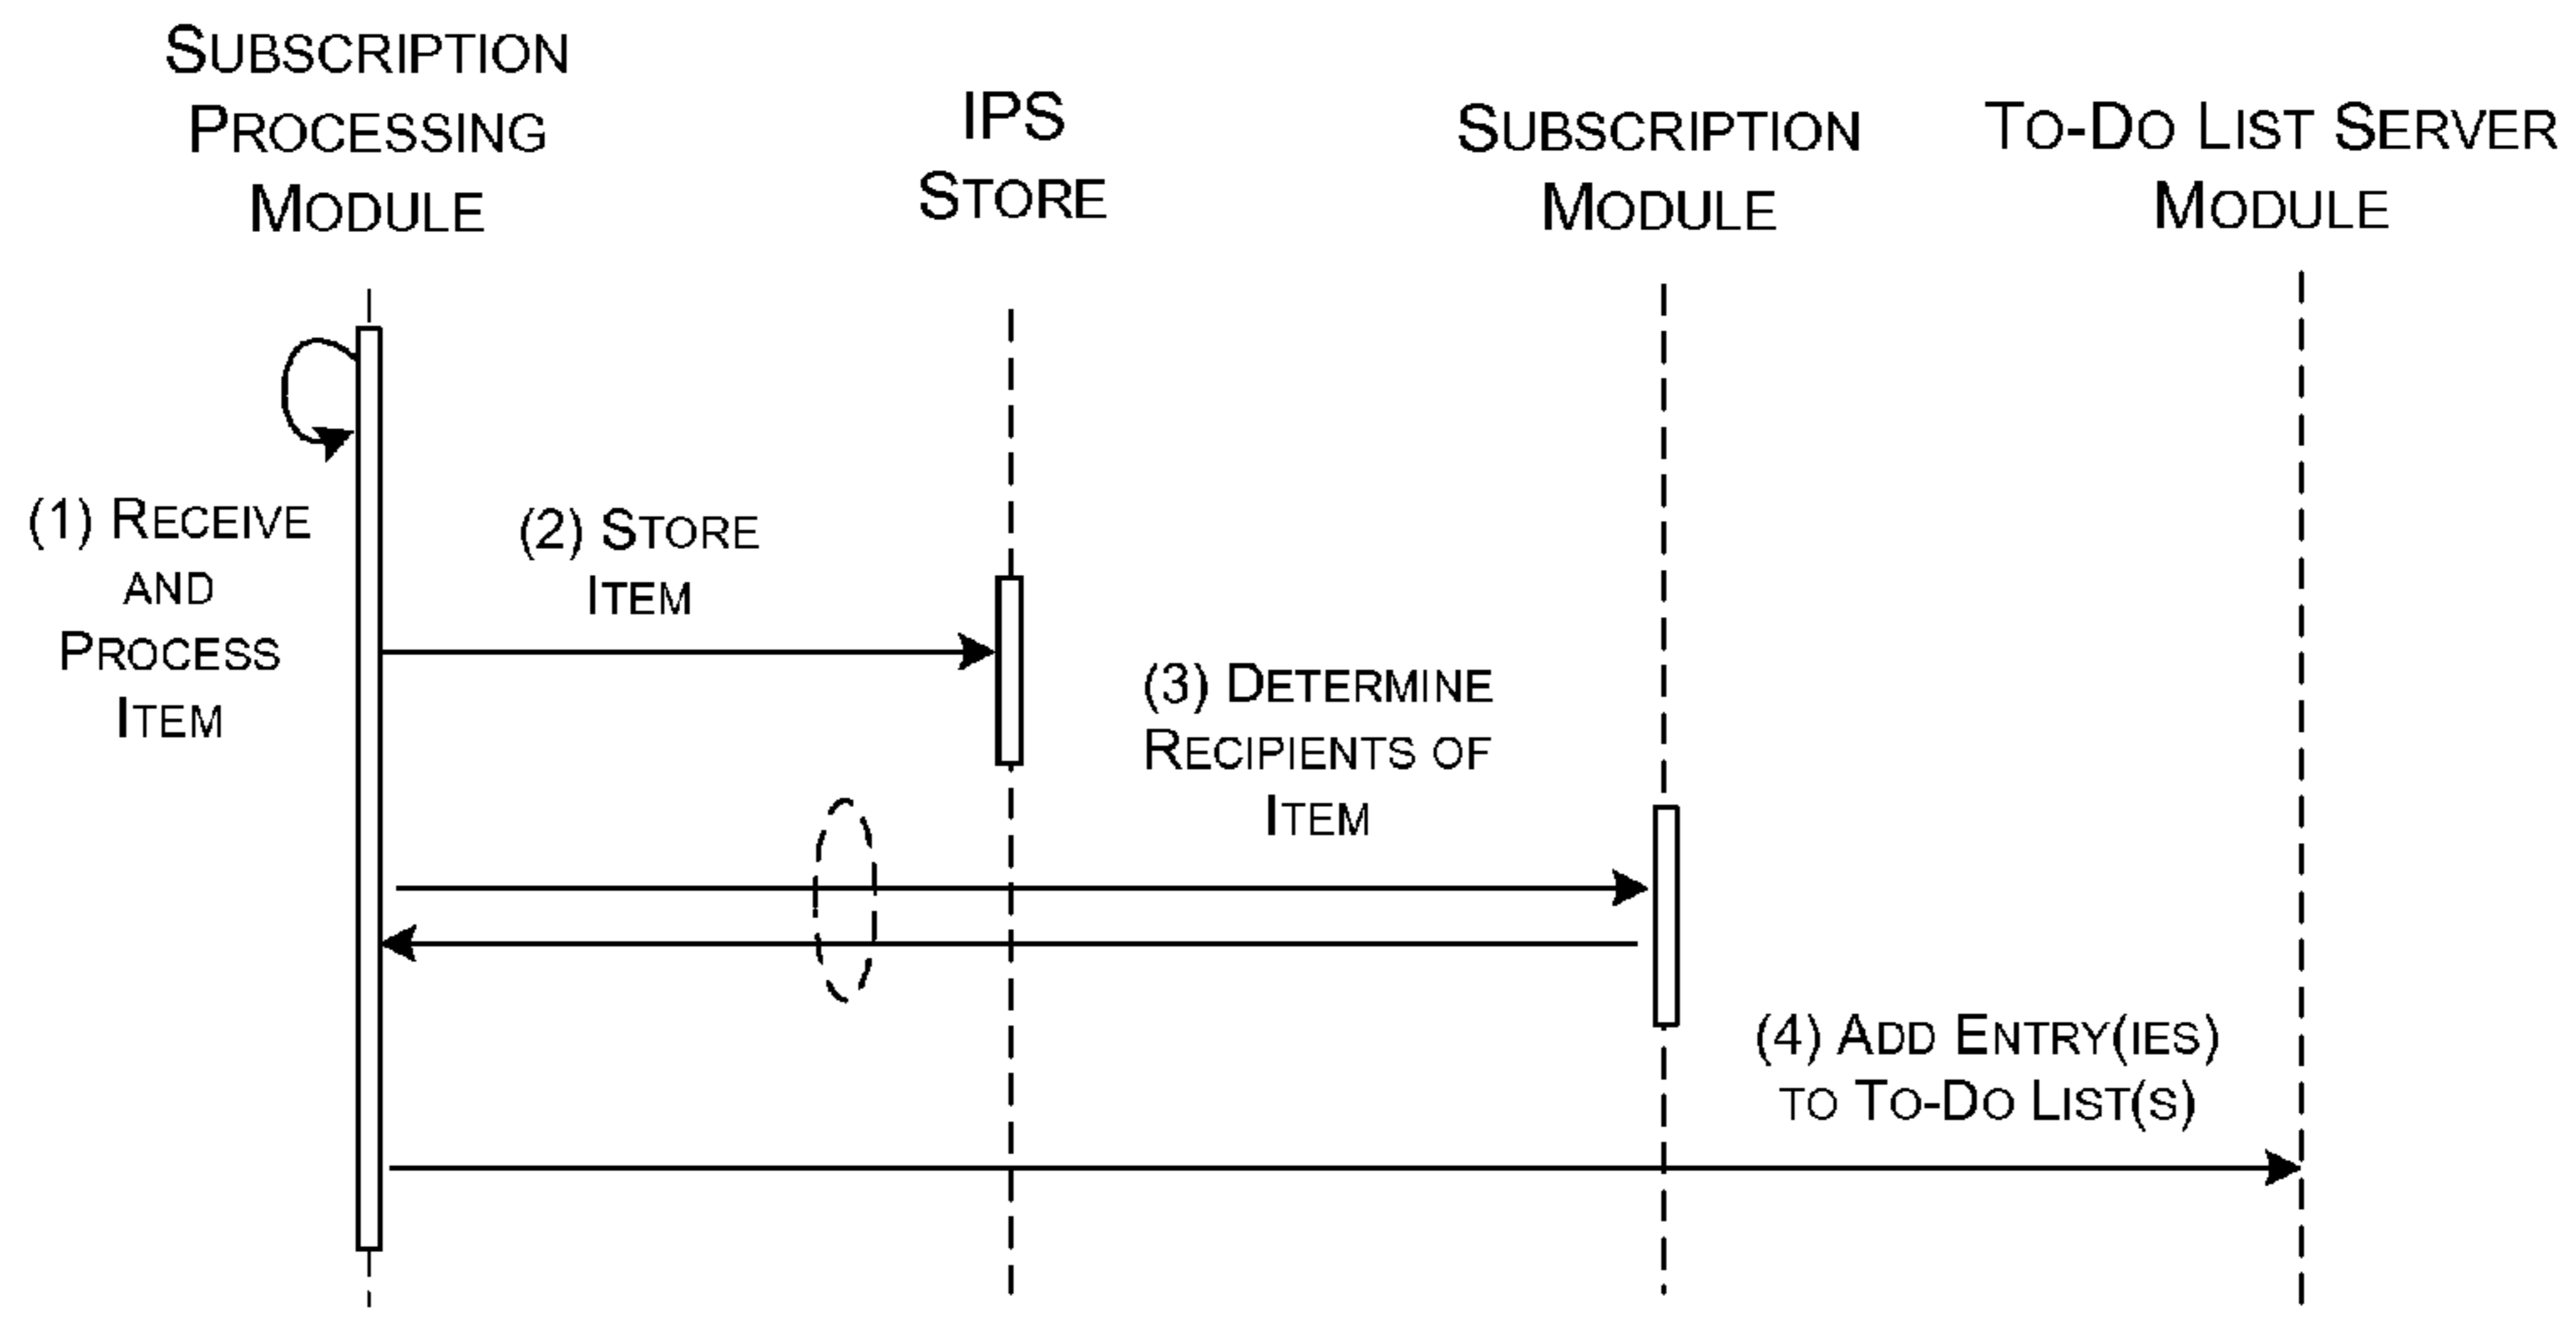 SUBSCRIPTION
PROCESSING
MODULE
IPS
STORE
SUBSCRIPTION
MODULE
TO-DO LIST SERVER
MODULE
(1) RECEIVE
AND
PROCESS
ITEM
(2) STORE
ITEM
(3) DETERMINE
RECIPIENTS OF
ITEM
(4) ADD ENTRY(IES)
TO TO-DO LIST(S)